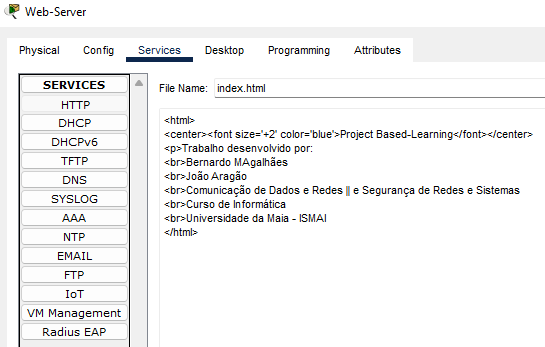 Web-Server
Physical Config Services Desktop Programming Attributes
SERVICES
HTTP
DHCP
DHCPv6
TFTP
DNS
SYSLOG
AAA
NTP
EMAIL
FTP
IoT
VM Management
Radius EAP
File Name: index.html
<html>
<center><font size='+2' color='blue'>Project Based-Learning</font></center>
<p>Trabalho desenvolvido por:
<br>Bernardo MAgalhães
<br>João Aragão
<br>Comunicação de Dados e Redes | e Segurança de Redes e Sistemas
<br>Curso de Informática
<br>Universidade da Maia - ISMAI
</html>